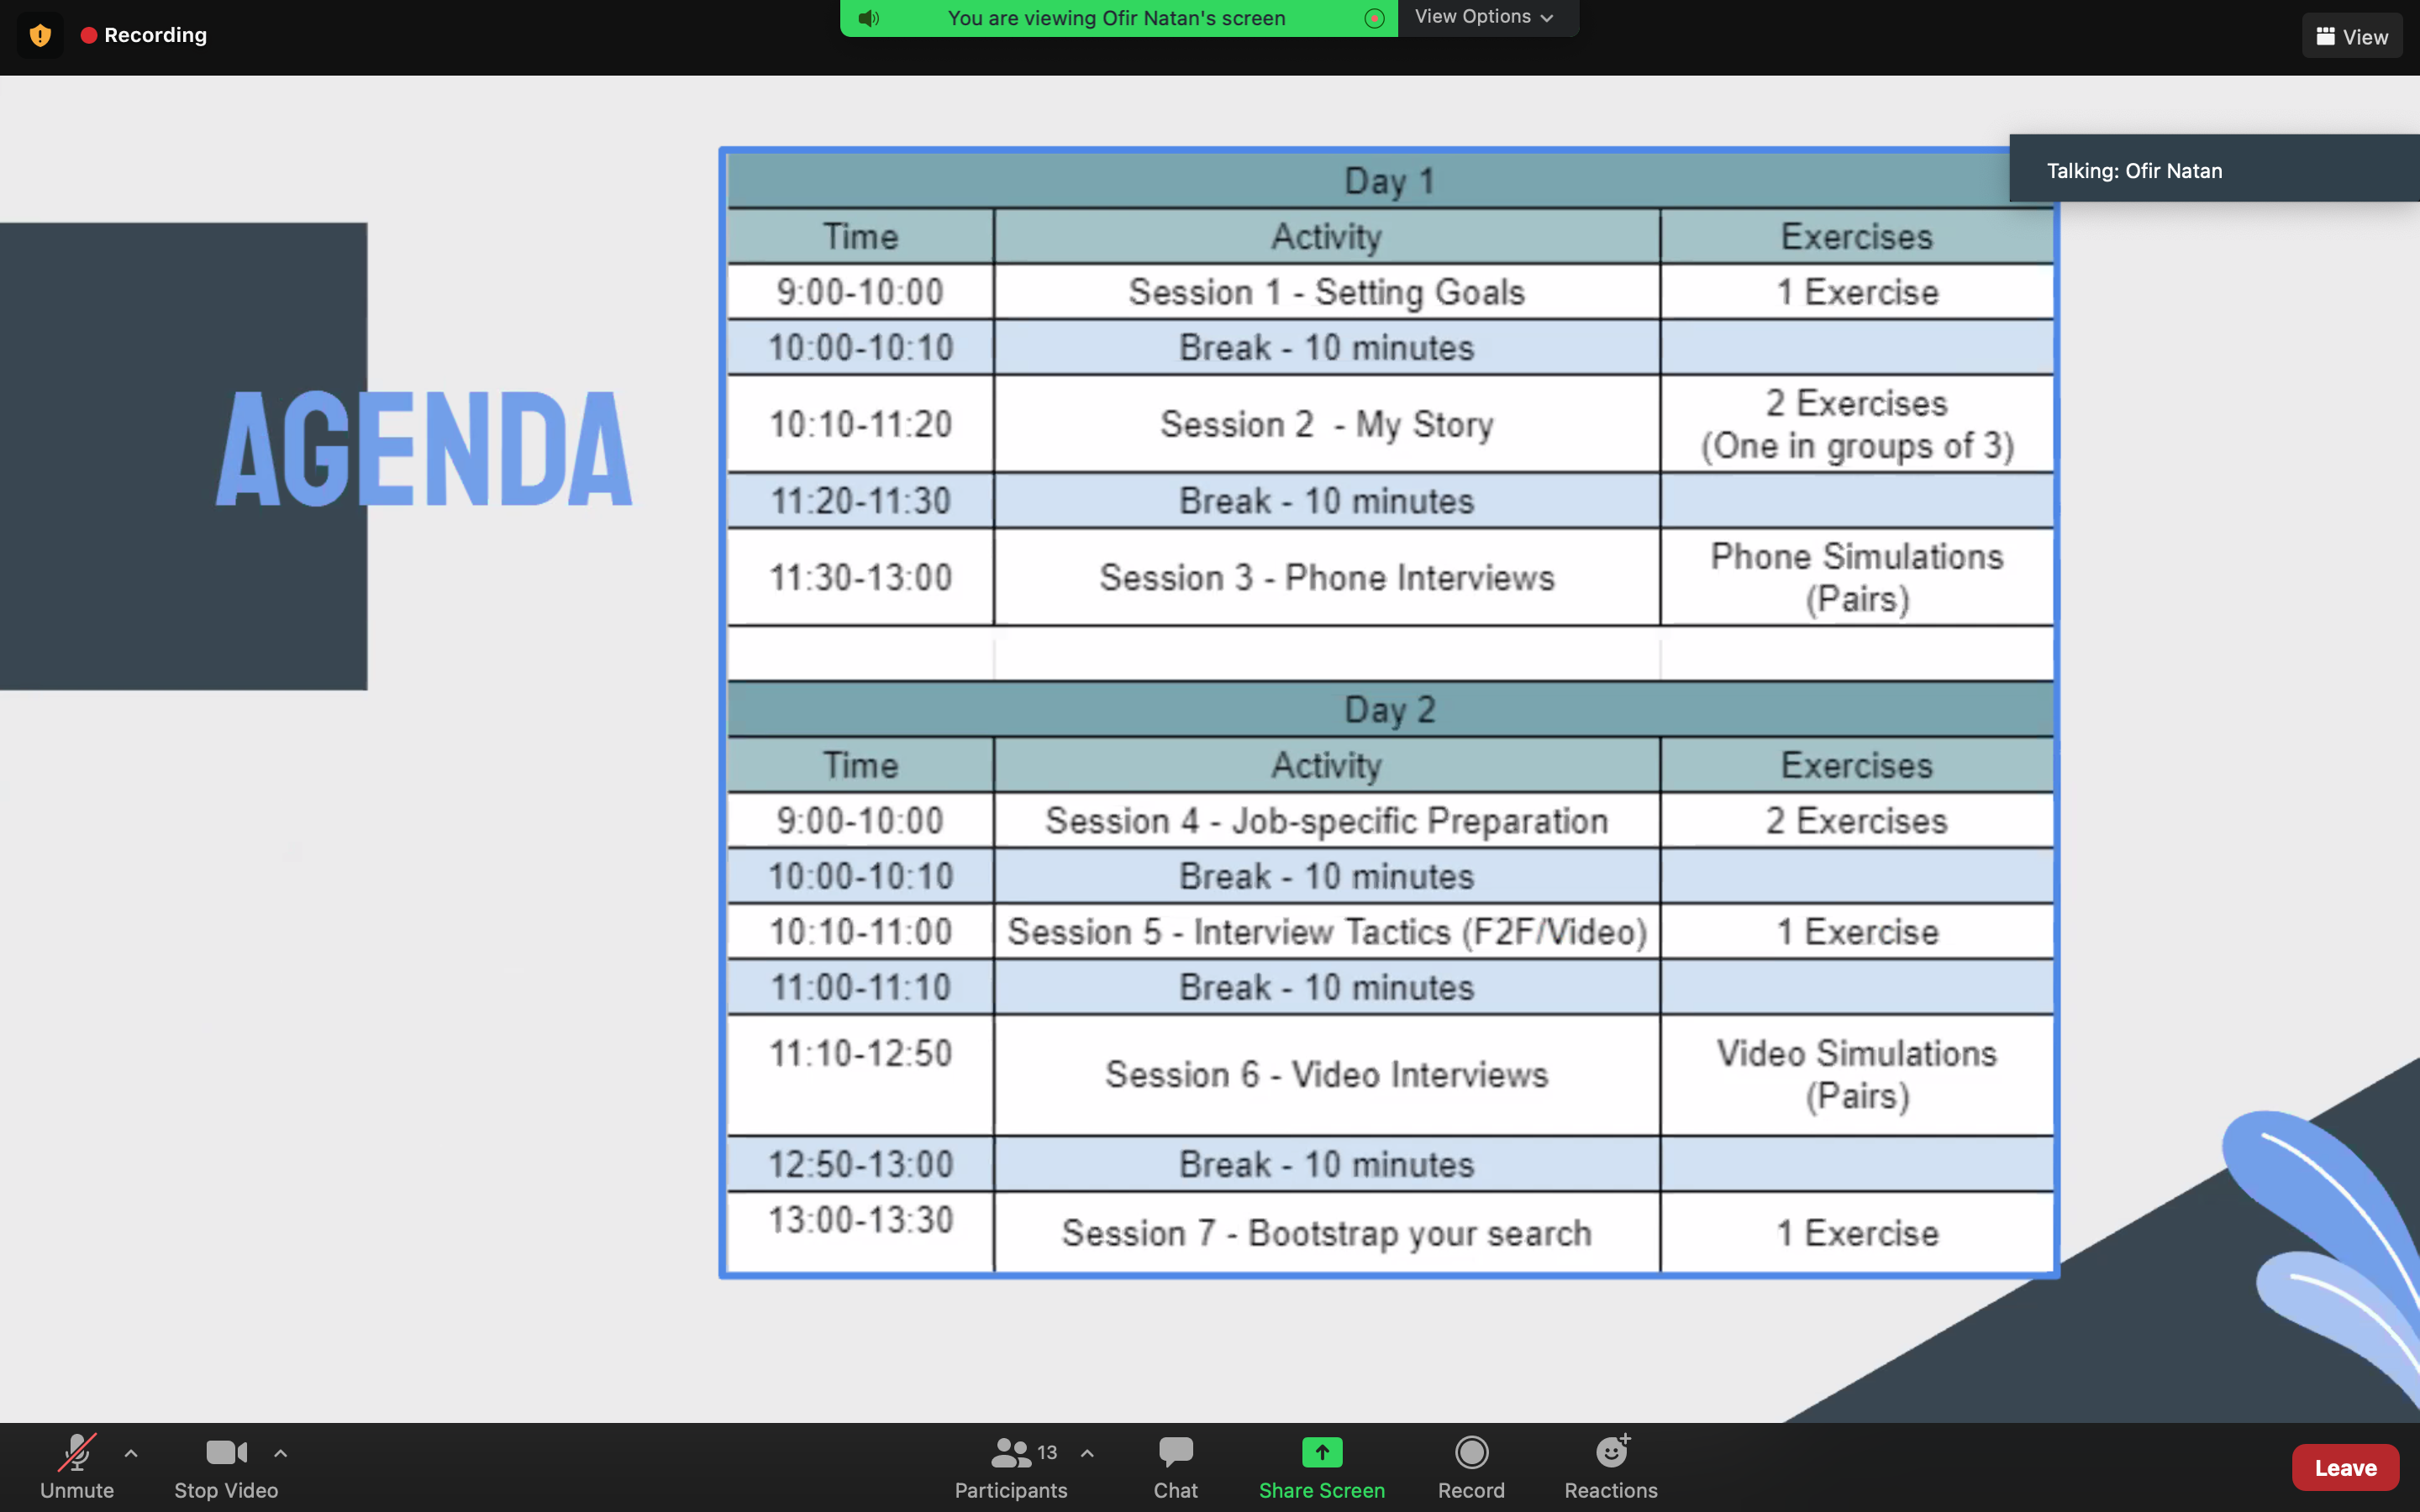 Recording
You are viewing Ofir Natan's screen
View Options
View
Talking: Ofir Natan
AGENDA
Day 1
Time Activity Exercises
9:00-10:00 Session 1 - Setting Goals 1 Exercise
10:00-10:10 Break - 10 minutes
10:10-11:20 Session 2 - My Story 2 Exercises
(One in groups of 3)
11:20-11:30 Break - 10 minutes
11:30-13:00 Session 3 - Phone Interviews Phone Simulations
(Pairs)
Day 2
Time Activity Exercises
9:00-10:00 Session 4 - Job-specific Preparation 2 Exercises
10:00-10:10 Break - 10 minutes
10:10-11:00 Session 5 - Interview Tactics (F2F/Video) 1 Exercise
11:00-11:10 Break - 10 minutes
11:10-12:50 Session 6 - Video Interviews Video Simulations
(Pairs)
12:50-13:00 Break - 10 minutes
13:00-13:30 Session 7 - Bootstrap your search 1 Exercise
13
Unmute Stop Video Participants Chat Share Screen Record Reactions Leave